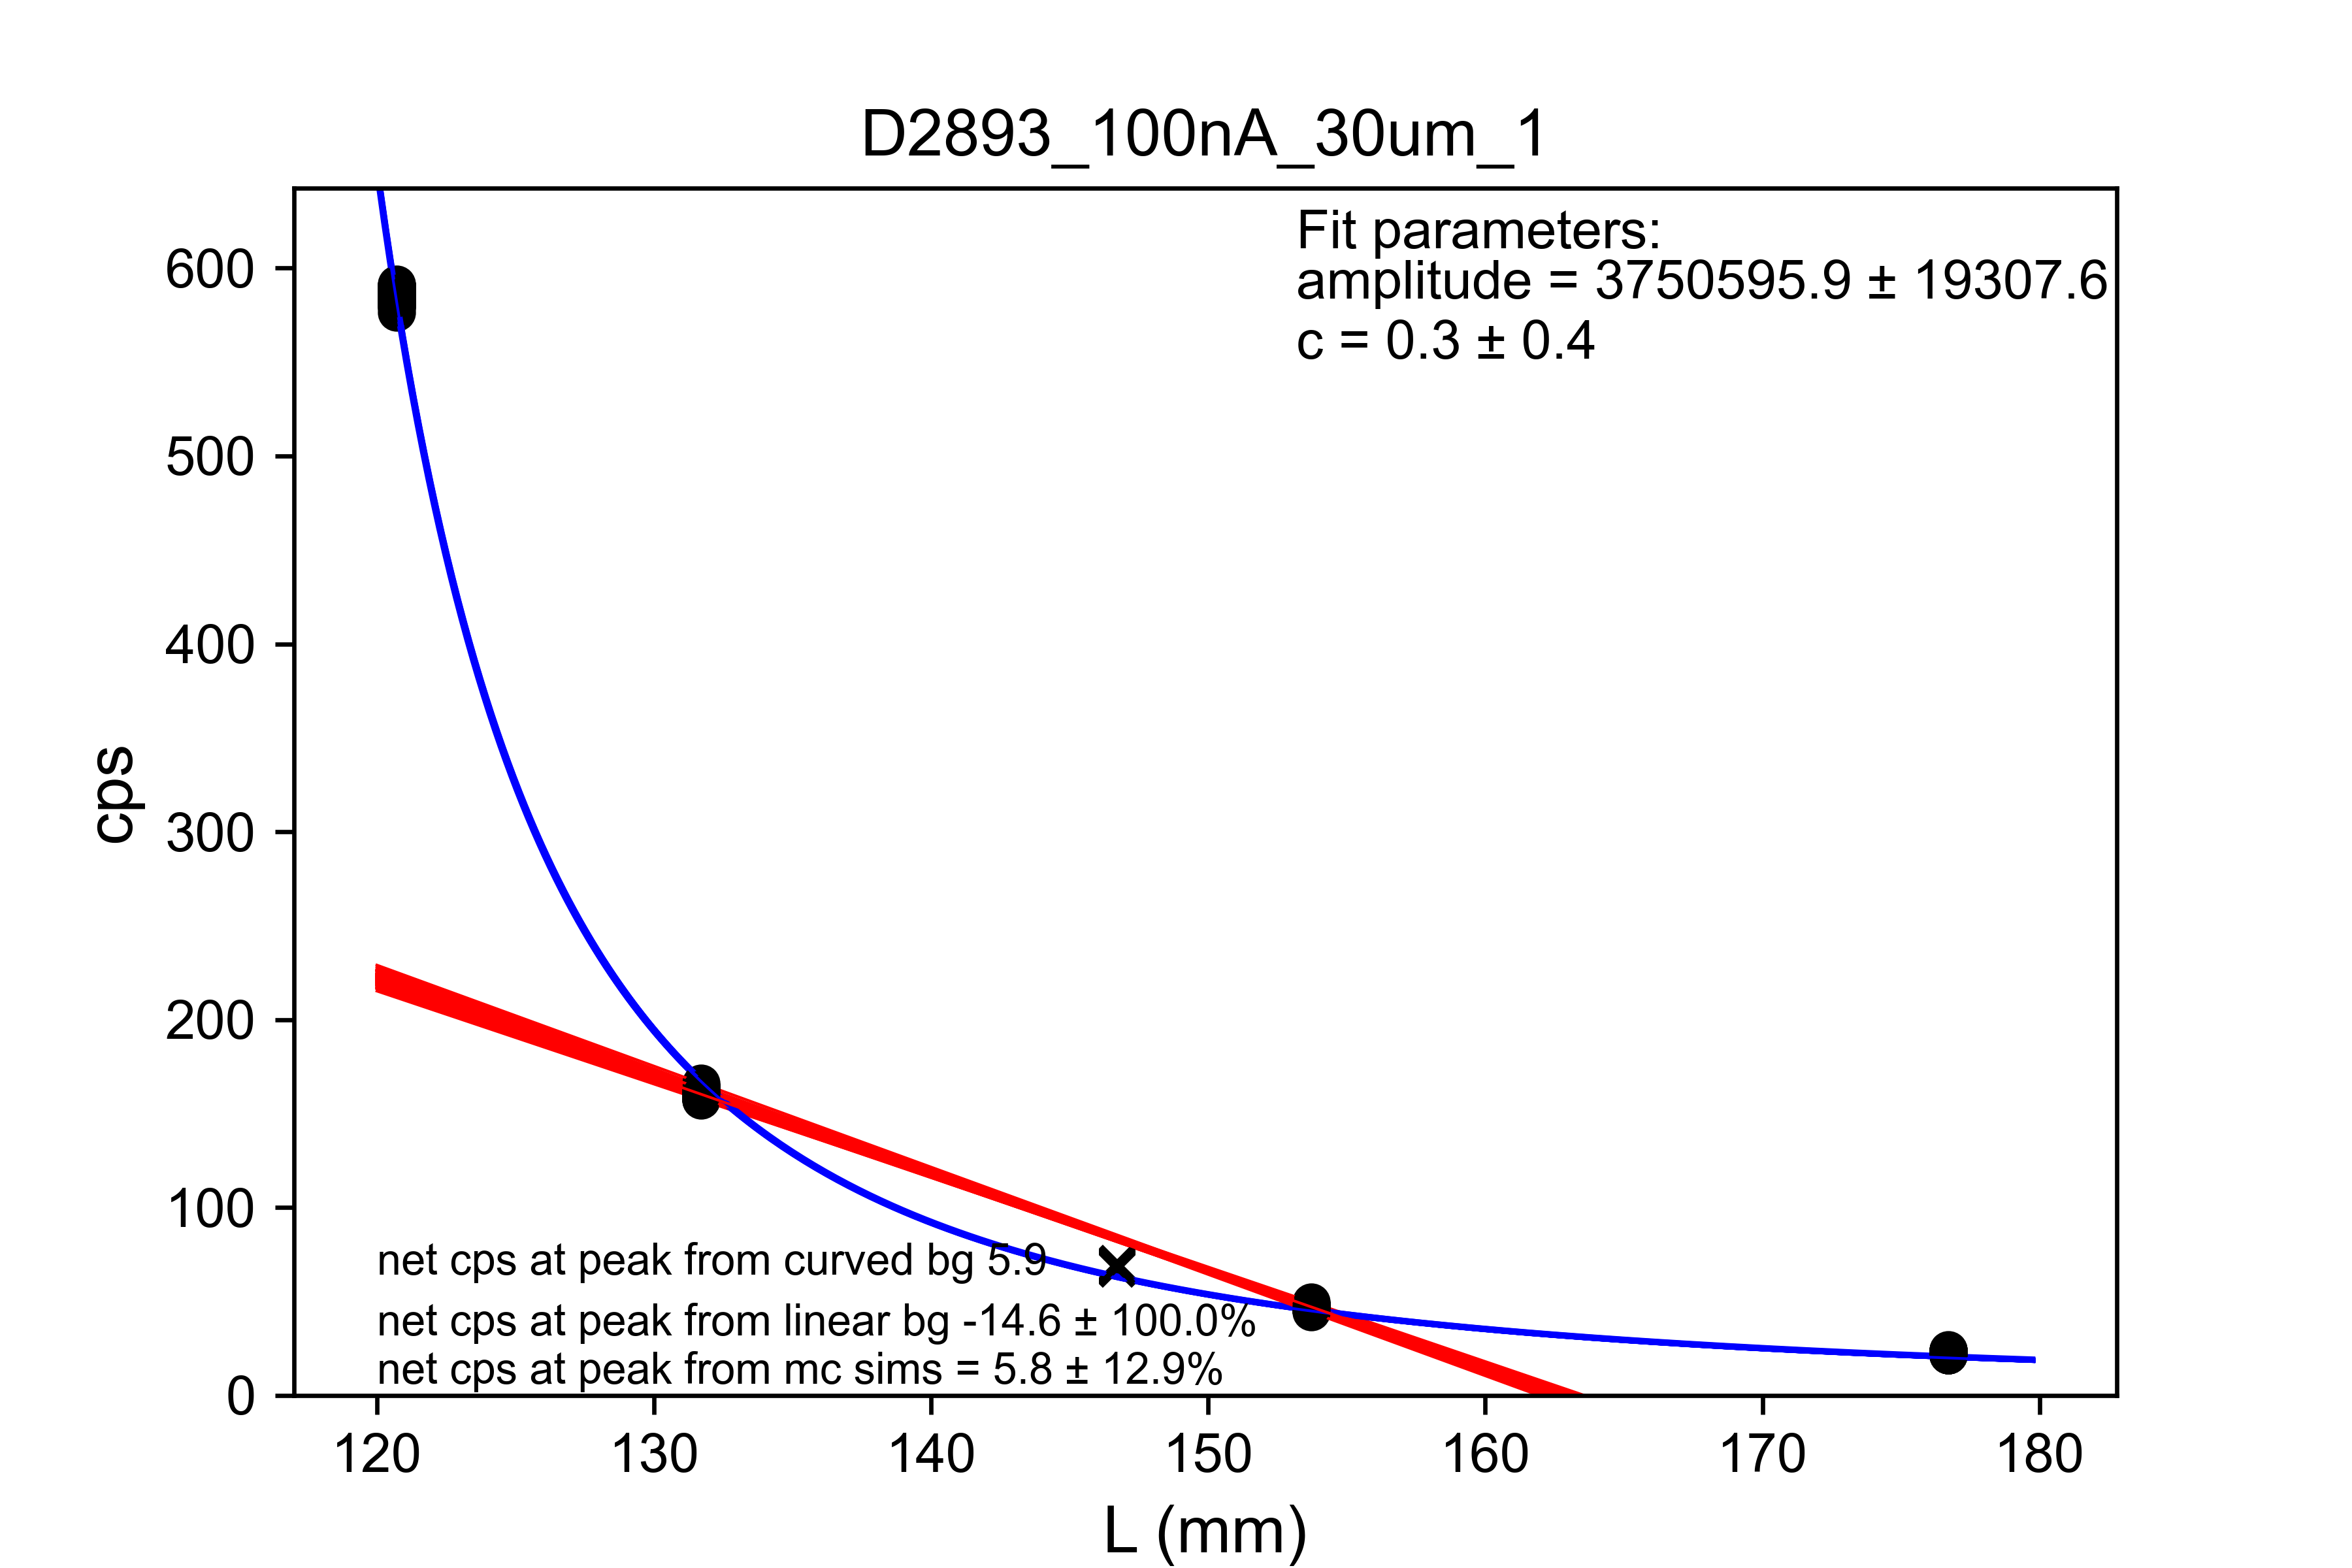 D2893_100nA_30um_1
Fit parameters:
amplitude = 3750595.9 ± 19307.6
c = 0.3 ± 0.4
600
500
400
300
200
100
0
cps
net cps at peak from curved bg 5.9
net cps at peak from linear bg -14.6 ± 100.0%
net cps at peak from mc sims = 5.8 ± 12.9%
120 130 140 150 160 170 180
L (mm)